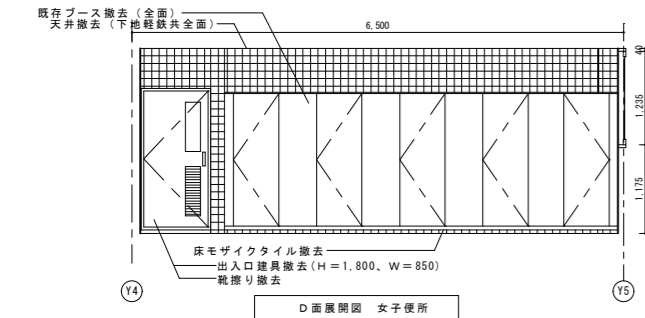 既存ブース撤去（全面）
天井撤去（下地軽鉄共全面）
6,500
40
1,235
1,175
床モザイクタイル撤去
出入口建具撤去(H＝1,800、W＝850)
靴摺り撤去
Y4
Y5
D面展開図　女子便所